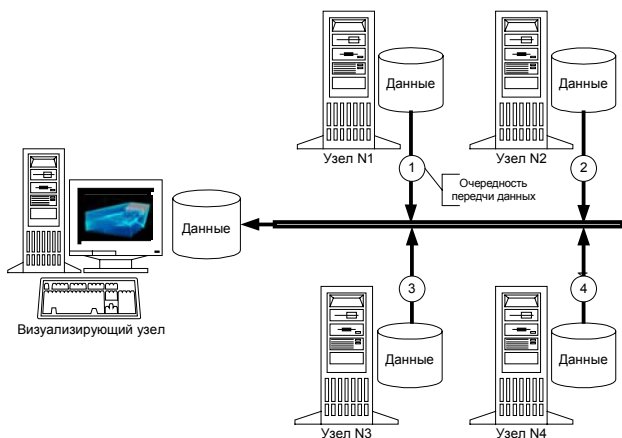 Данные
Данные
Узел N1
Узел N2
1
Очередность
передчи данных
2
Данные
Визуализирующий узел
3
4
Данные
Данные
Узел N3
Узел N4